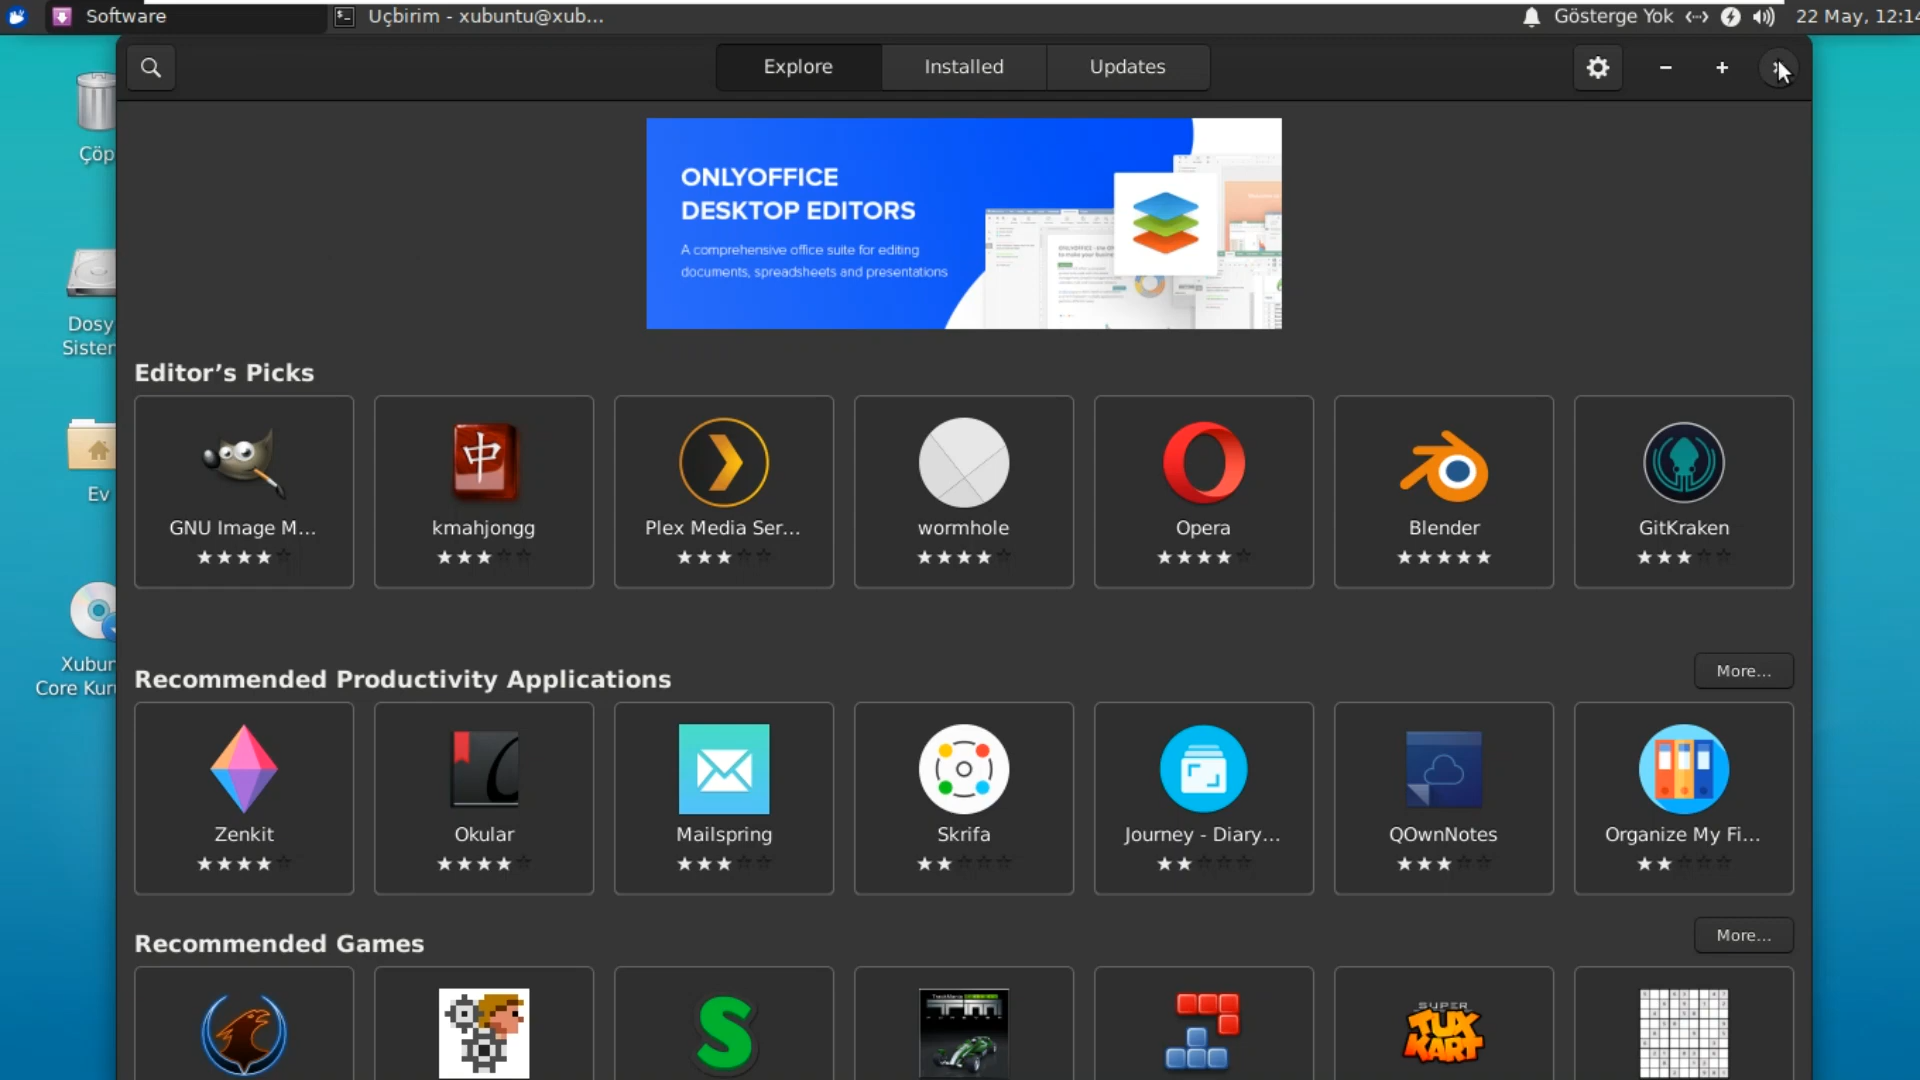 Software
Uçbirim - xubuntu@xub...
Gösterge Yok
22 May, 12:14
Explore
Installed
Updates
Çöp
Dosy
Sister
Ev
Xubur
Core Kuru
ONLYOFFICE
DESKTOP EDITORS
A comprehensive office suite for editing
documents, spreadsheets and presentations
Editor’s Picks
GNU Image M...
kmahjongg
中
Plex Media Ser...
wormhole
Opera
Blender
GitKraken
Recommended Productivity Applications
More...
Zenkit
Okular
Mailspring
Skrifa
Journey - Diary...
QOwnNotes
Organize My Fi...
Recommended Games
More...
S
SUPER
TUX
KART